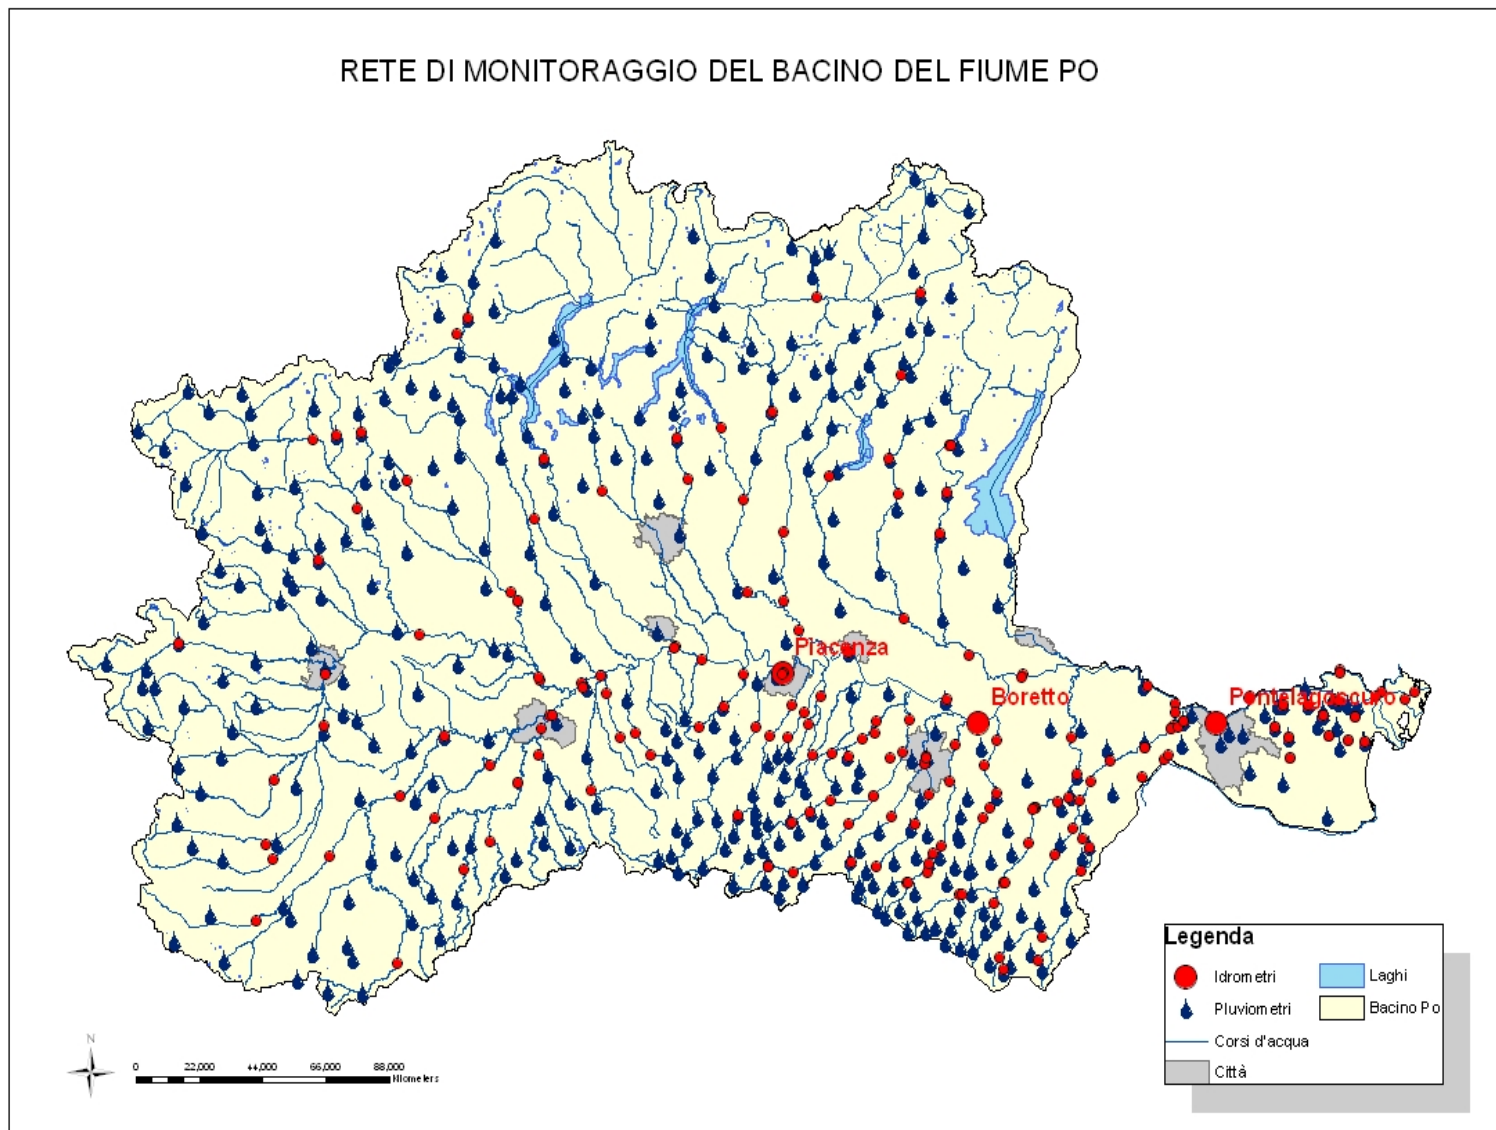 RETE DI MONITORAGGIO DEL BACINO DEL FIUME PO
Piacenza
Boretto
Pontelagoscuro
Legenda
Idrometri
Laghi
Pluviometri
Bacino Po
Corsi d'acqua
Città
N
0 22,000 44,000 66,000 88,000
Kilometers